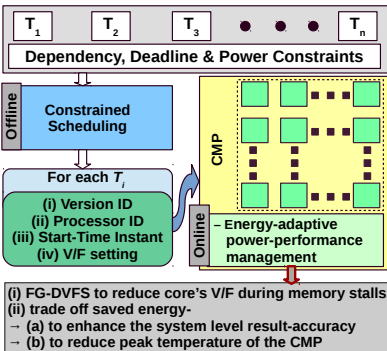 T1 T2 T3 Tn
Dependency, Deadline & Power Constraints
Offline
Constrained
Scheduling
For each Ti
(i) Version ID
(ii) Processor ID
(iii) Start-Time Instant
(iv) V/F setting
CMP
Online
– Energy-adaptive
power-performance
management
(i) FG-DVFS to reduce core's V/F during memory stalls
(ii) trade off saved energy-
→ (a) to enhance the system level result-accuracy
→ (b) to reduce peak temperature of the CMP